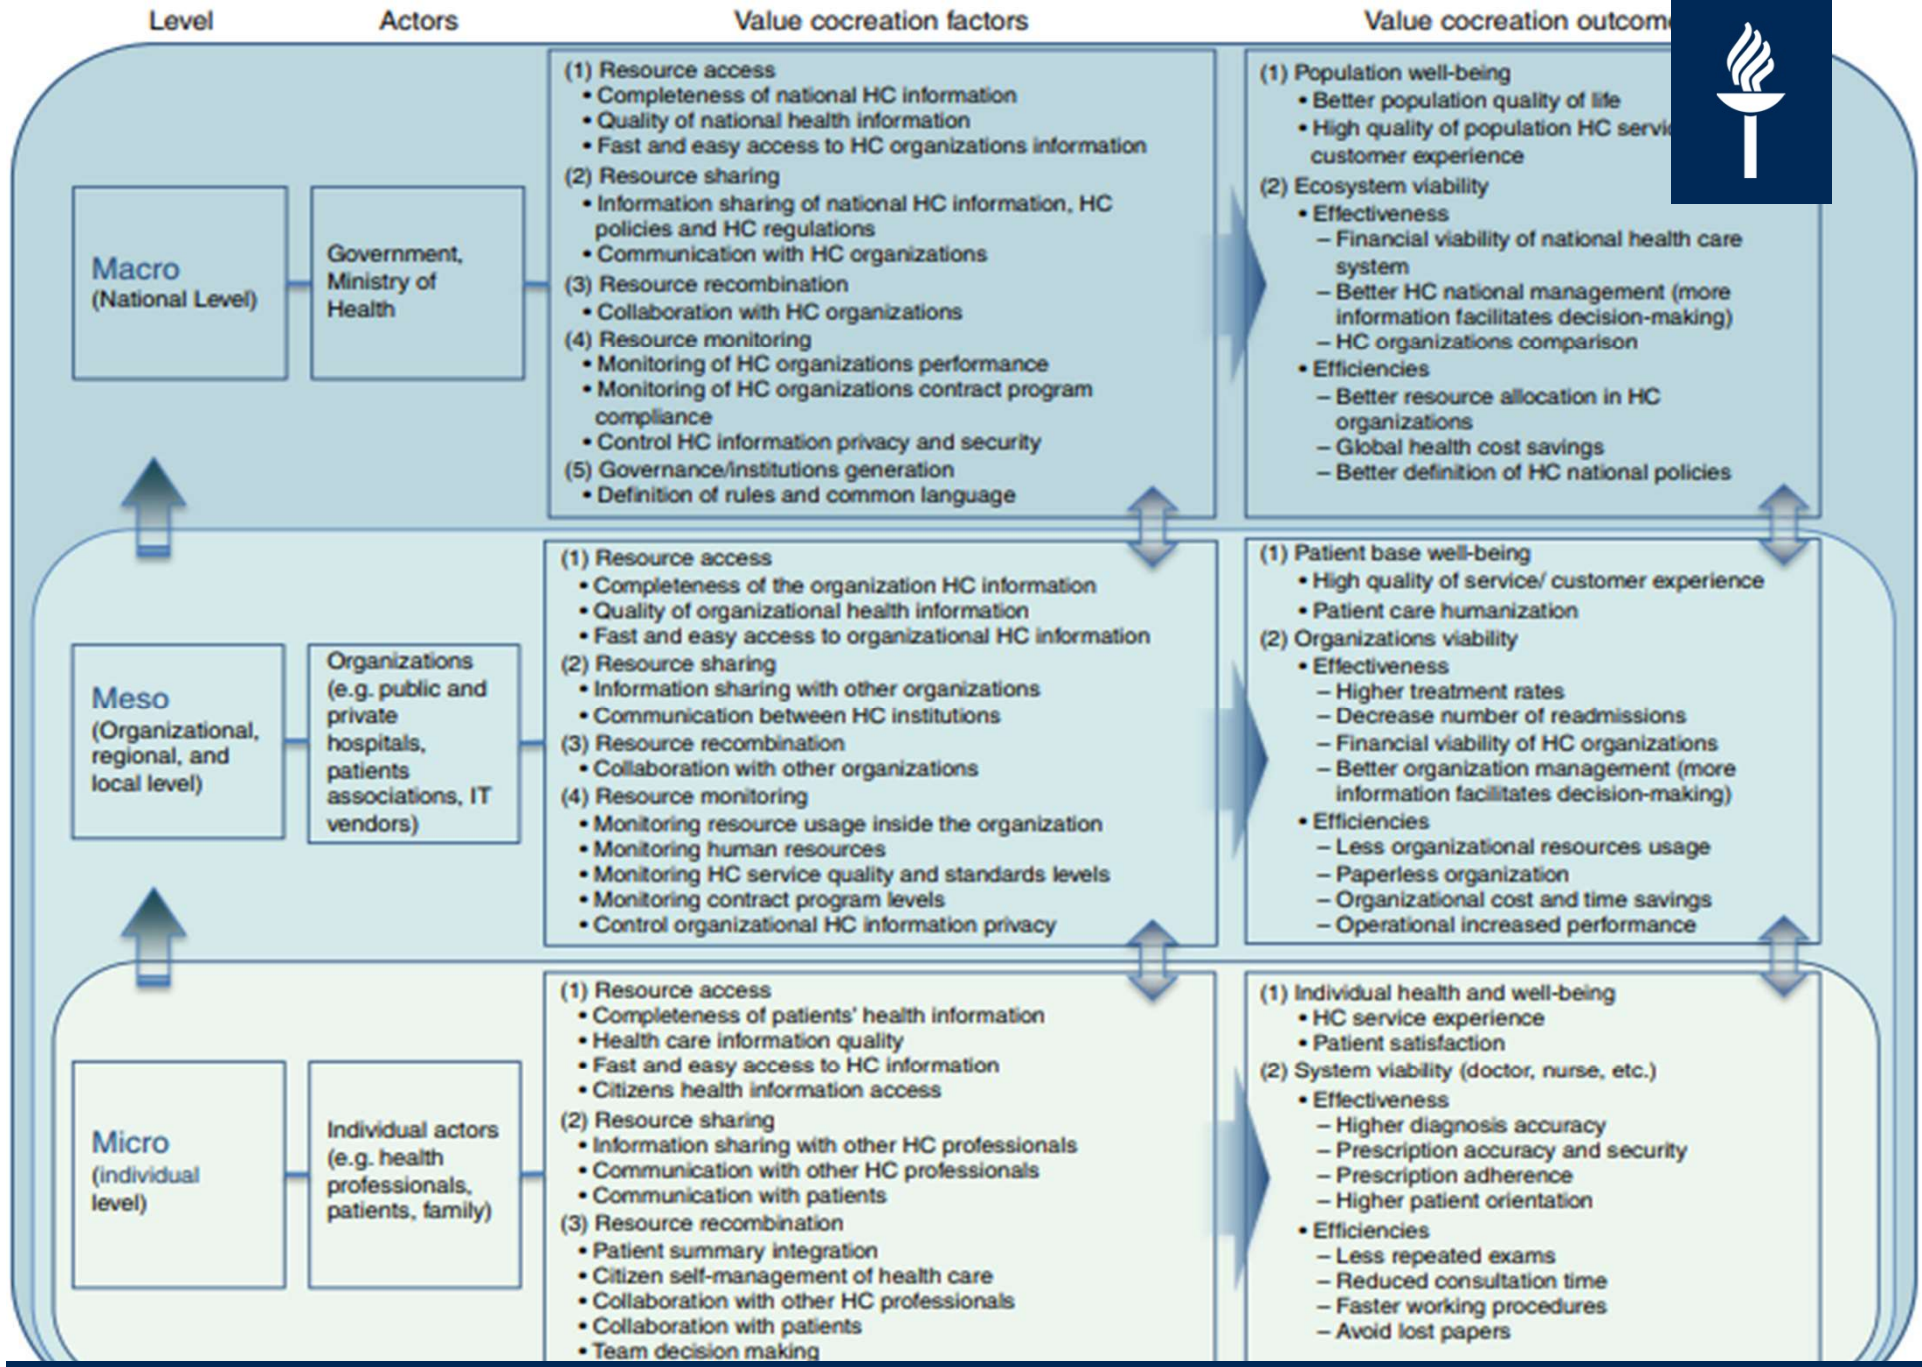 Level
Actors
Value cocreation factors
Value cocreation outcom
Macro
(National Level)
Government,
Ministry of
Health
(1) Resource access
• Completeness of national HC information
• Quality of national health information
• Fast and easy access to HC organizations information
(2) Resource sharing
• Information sharing of national HC information, HC
policies and HC regulations
• Communication with HC organizations
(3) Resource recombination
• Collaboration with HC organizations
(4) Resource monitoring
• Monitoring of HC organizations performance
• Monitoring of HC organizations contract program
compliance
• Control HC information privacy and security
(5) Governance/institutions generation
• Definition of rules and common language
(1) Population well-being
• Better population quality of life
• High quality of population HC servic
customer experience
(2) Ecosystem viability
• Effectiveness
– Financial viability of national health care
system
– Better HC national management (more
information facilitates decision-making)
– HC organizations comparison
• Efficiencies
– Better resource allocation in HC
organizations
– Global health cost savings
– Better definition of HC national policies
Meso
(Organizational,
regional, and
local level)
Organizations
(e.g. public and
private
hospitals,
patients
associations, IT
vendors)
(1) Resource access
• Completeness of the organization HC information
• Quality of organizational health information
• Fast and easy access to organizational HC information
(2) Resource sharing
• Information sharing with other organizations
• Communication between HC institutions
(3) Resource recombination
• Collaboration with other organizations
(4) Resource monitoring
• Monitoring resource usage inside the organization
• Monitoring human resources
• Monitoring HC service quality and standards levels
• Monitoring contract program levels
• Control organizational HC information privacy
(1) Patient base well-being
• High quality of service/ customer experience
• Patient care humanization
(2) Organizations viability
• Effectiveness
– Higher treatment rates
– Decrease number of readmissions
– Financial viability of HC organizations
– Better organization management (more
information facilitates decision-making)
• Efficiencies
– Less organizational resources usage
– Paperless organization
– Organizational cost and time savings
– Operational increased performance
Micro
(individual
level)
Individual actors
(e.g. health
professionals,
patients, family)
(1) Resource access
• Completeness of patients' health information
• Health care information quality
• Fast and easy access to HC information
• Citizens health information access
(2) Resource sharing
• Information sharing with other HC professionals
• Communication with other HC professionals
• Communication with patients
(3) Resource recombination
• Patient summary integration
• Citizen self-management of health care
• Collaboration with other HC professionals
• Collaboration with patients
• Team decision making
(1) Individual health and well-being
• HC service experience
• Patient satisfaction
(2) System viability (doctor, nurse, etc.)
• Effectiveness
– Higher diagnosis accuracy
– Prescription accuracy and security
– Prescription adherence
– Higher patient orientation
• Efficiencies
– Less repeated exams
– Reduced consultation time
– Faster working procedures
– Avoid lost papers